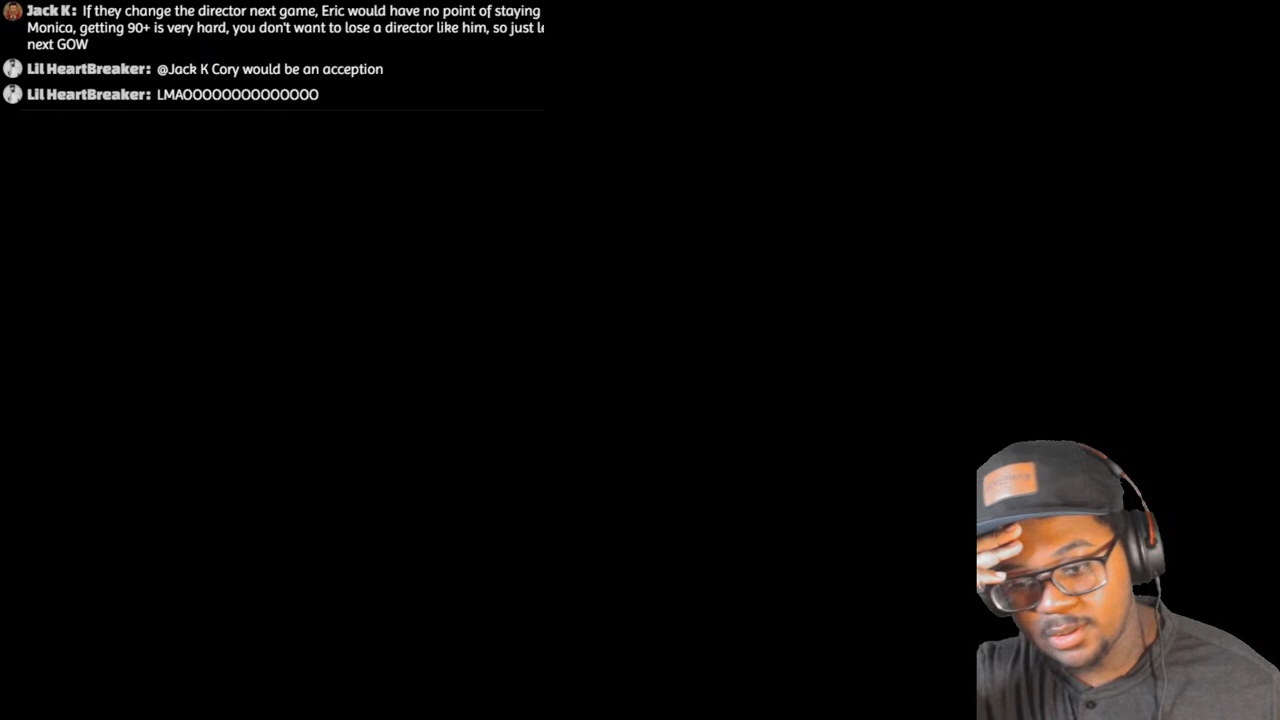 Jack K: If they change the director next game, Eric would have no point of staying
Monica, getting 90+ is very hard, you don't want to lose a director like him, so just
next GOW
Lil HeartBreaker: @Jack K Cory would be an acception
Lil HeartBreaker: LMAOOOOOOOOOOOOOO